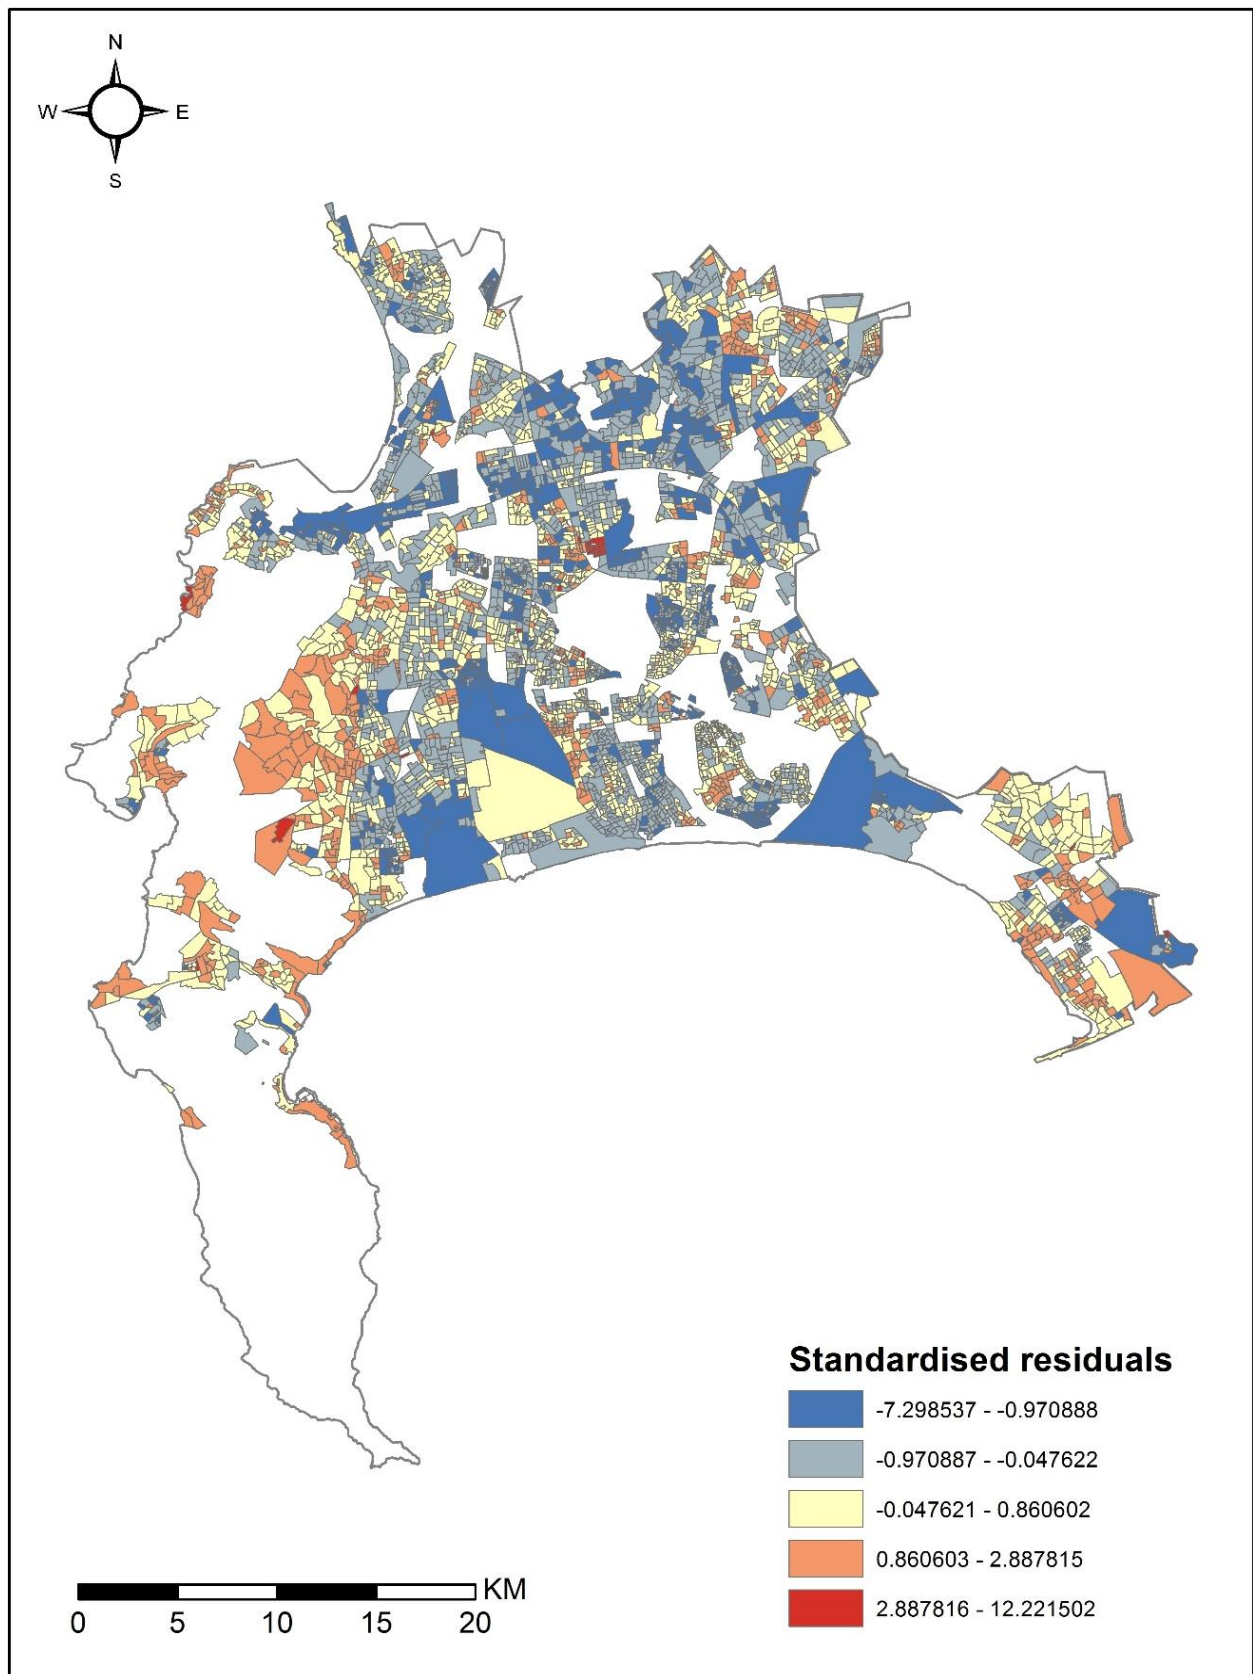 N
W E
S
Standardised residuals
-7.298537 - -0.970888
-0.970887 - -0.047622
-0.047621 - 0.860602
0.860603 - 2.887815
2.887816 - 12.221502
KM
0 5 10 15 20